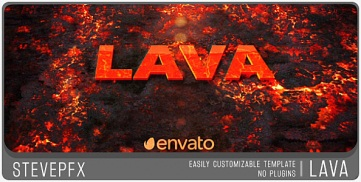 LAVA
envato
STEVEPFX
EASILY CUSTOMIZABLE TEMPLATE
NO PLUGINS
LAVA